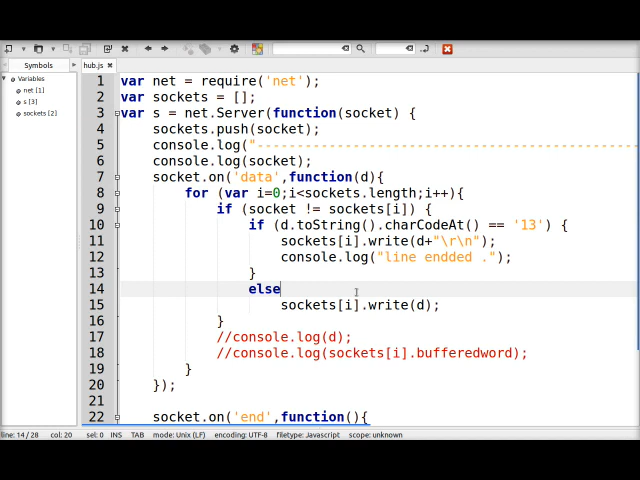 Symbols
hub.js
Variables
net [1]
s [3]
sockets [2]
1 var net = require('net');
2 var sockets = [];
3 var s = net.Server(function(socket) {
4 sockets.push(socket);
5 console.log("-----------------------------------------------
6 console.log(socket);
7 socket.on('data',function(d){
8 for (var i=0;i<sockets.length;i++){
9 if (socket != sockets[i]) {
10 if (d.toString().charCodeAt() == '13') {
11 sockets[i].write(d+"\r\n");
12 console.log("line endded .");
13 }
14 else
15 sockets[i].write(d);
16 }
17 //console.log(d);
18 //console.log(sockets[i].bufferedword);
19 }
20 });
21
22 socket.on('end',function(){
line: 14 / 28 col: 20 sel: 0 INS TAB mode: Unix (LF) encoding: UTF-8 filetype: Javascript scope: unknown